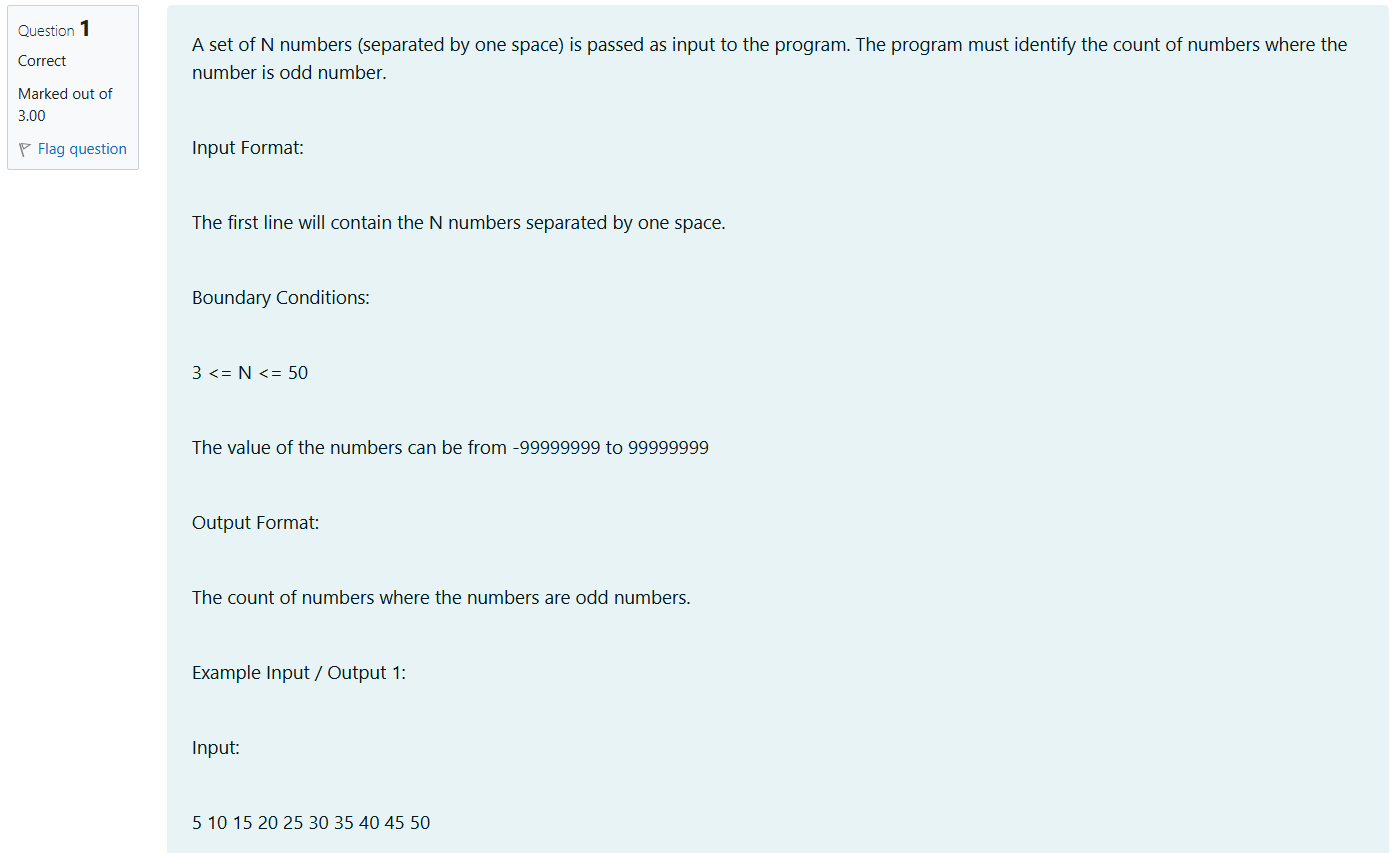 Question 1
Correct
Marked out of
3.00
Flag question
A set of N numbers (separated by one space) is passed as input to the program. The program must identify the count of numbers where the
number is odd number.
Input Format:
The first line will contain the N numbers separated by one space.
Boundary Conditions:
3 <= N <= 50
The value of the numbers can be from -99999999 to 99999999
Output Format:
The count of numbers where the numbers are odd numbers.
Example Input / Output 1:
Input:
5 10 15 20 25 30 35 40 45 50